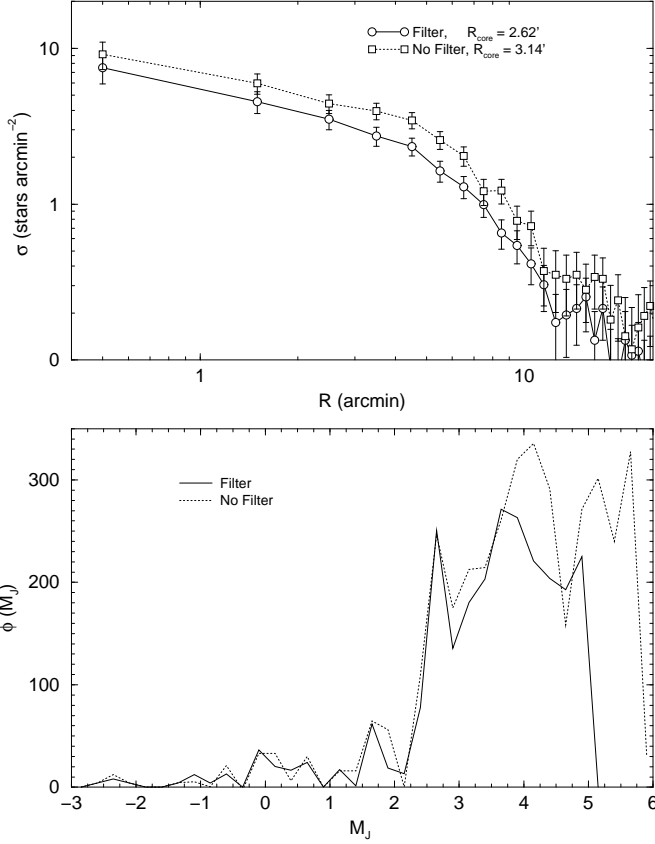 10
1
0
σ (stars arcmin⁻²)
Filter, R_core = 2.62'
No Filter, R_core = 3.14'
1
10
R (arcmin)
300
200
100
0
ϕ (M_J)
Filter
No Filter
−3 −2 −1 0 1 2 3 4 5 6
M_J